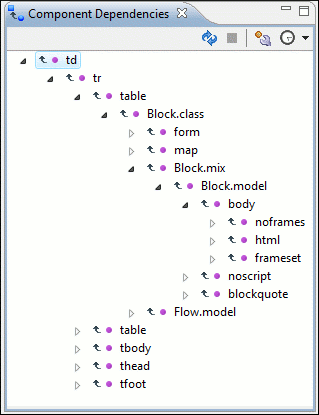 Component Dependencies
td
tr
table
Block.class
form
map
Block.mix
Block.model
body
noframes
html
frameset
noscript
blockquote
Flow.model
table
tbody
thead
tfoot